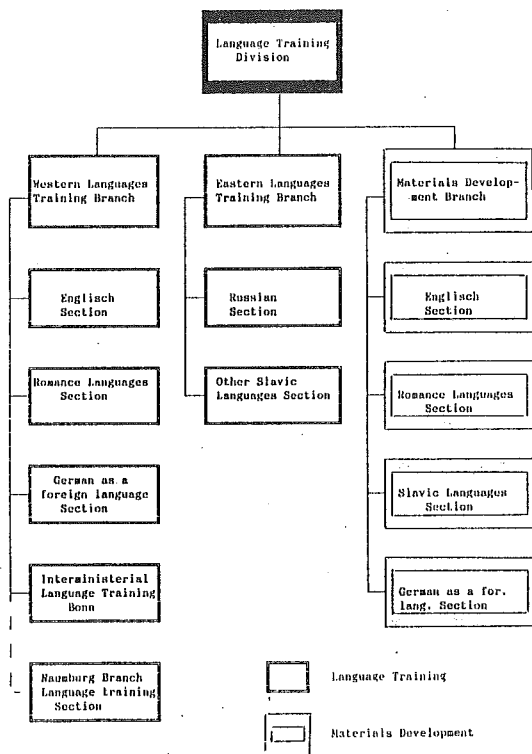 Language Training
Division
Western Languages
Training Branch
Eastern Languages
Training Branch
Materials Develop-
ment Branch
Englisch
Section
Russian
Section
Englisch
Section
Romance Languages
Section
Other Slavic
Languages Section
Romance Languages
Section
German as a
foreign language
Section
Slavic Languages
Section
Interministerial
Language Training
Bonn
German as a for.
lang. Section
Naumburg Branch
Language training
Section
Language Training
Materials Development